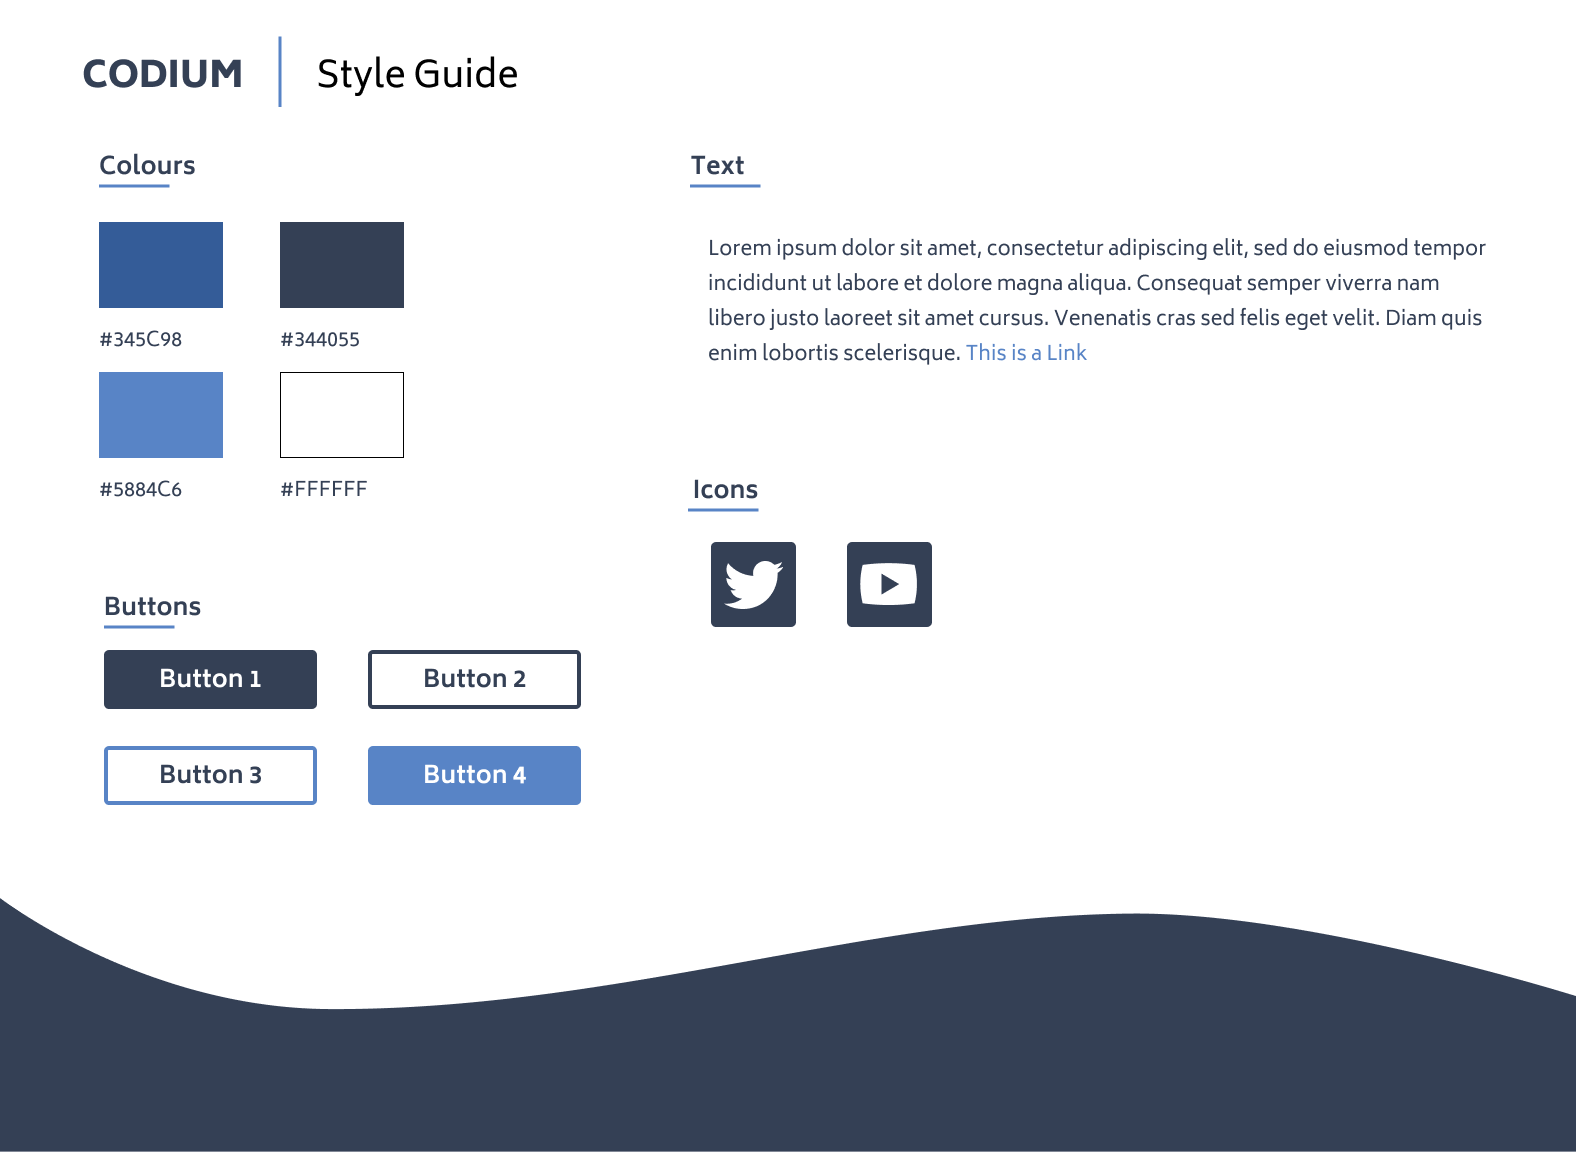 CODIUM
Style Guide
Colours
#345C98
#344055
#5884C6
#FFFFFF
Buttons
Button 1
Button 2
Button 3
Button 4
Text
Lorem ipsum dolor sit amet, consectetur adipiscing elit, sed do eiusmod tempor
incididunt ut labore et dolore magna aliqua. Consequat semper viverra nam
libero justo laoreet sit amet cursus. Venenatis cras sed felis eget velit. Diam quis
enim lobortis scelerisque. This is a Link
Icons